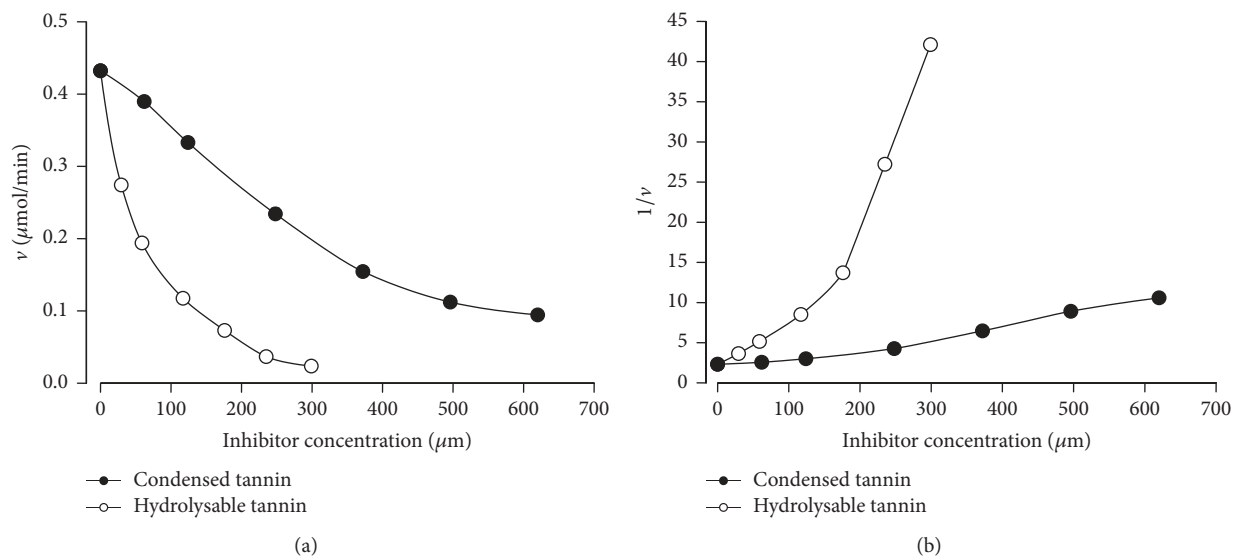 0.5
0.4
0.3
0.2
0.1
0.0
v (μmol/min)
0 100 200 300 400 500 600 700
Inhibitor concentration (μm)
Condensed tannin
Hydrolysable tannin
(a)
45
40
35
30
25
20
15
10
5
0
1/v
0 100 200 300 400 500 600 700
Inhibitor concentration (μm)
Condensed tannin
Hydrolysable tannin
(b)